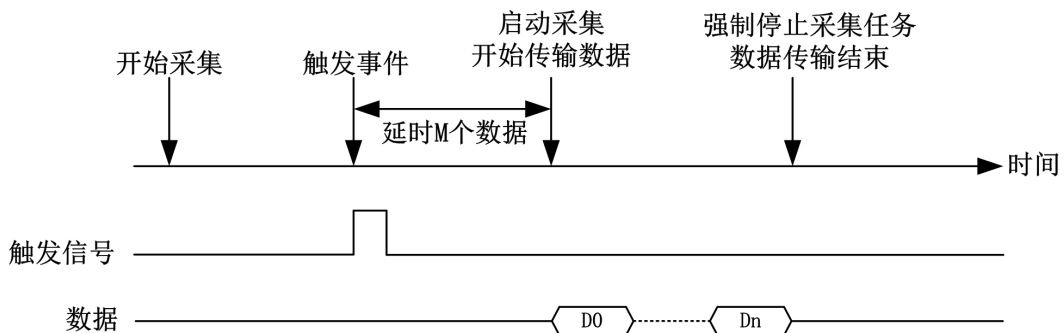 开始采集
触发事件
启动采集
开始传输数据
强制停止采集任务
数据传输结束
延时M个数据
时间
触发信号
数据
D0
Dn